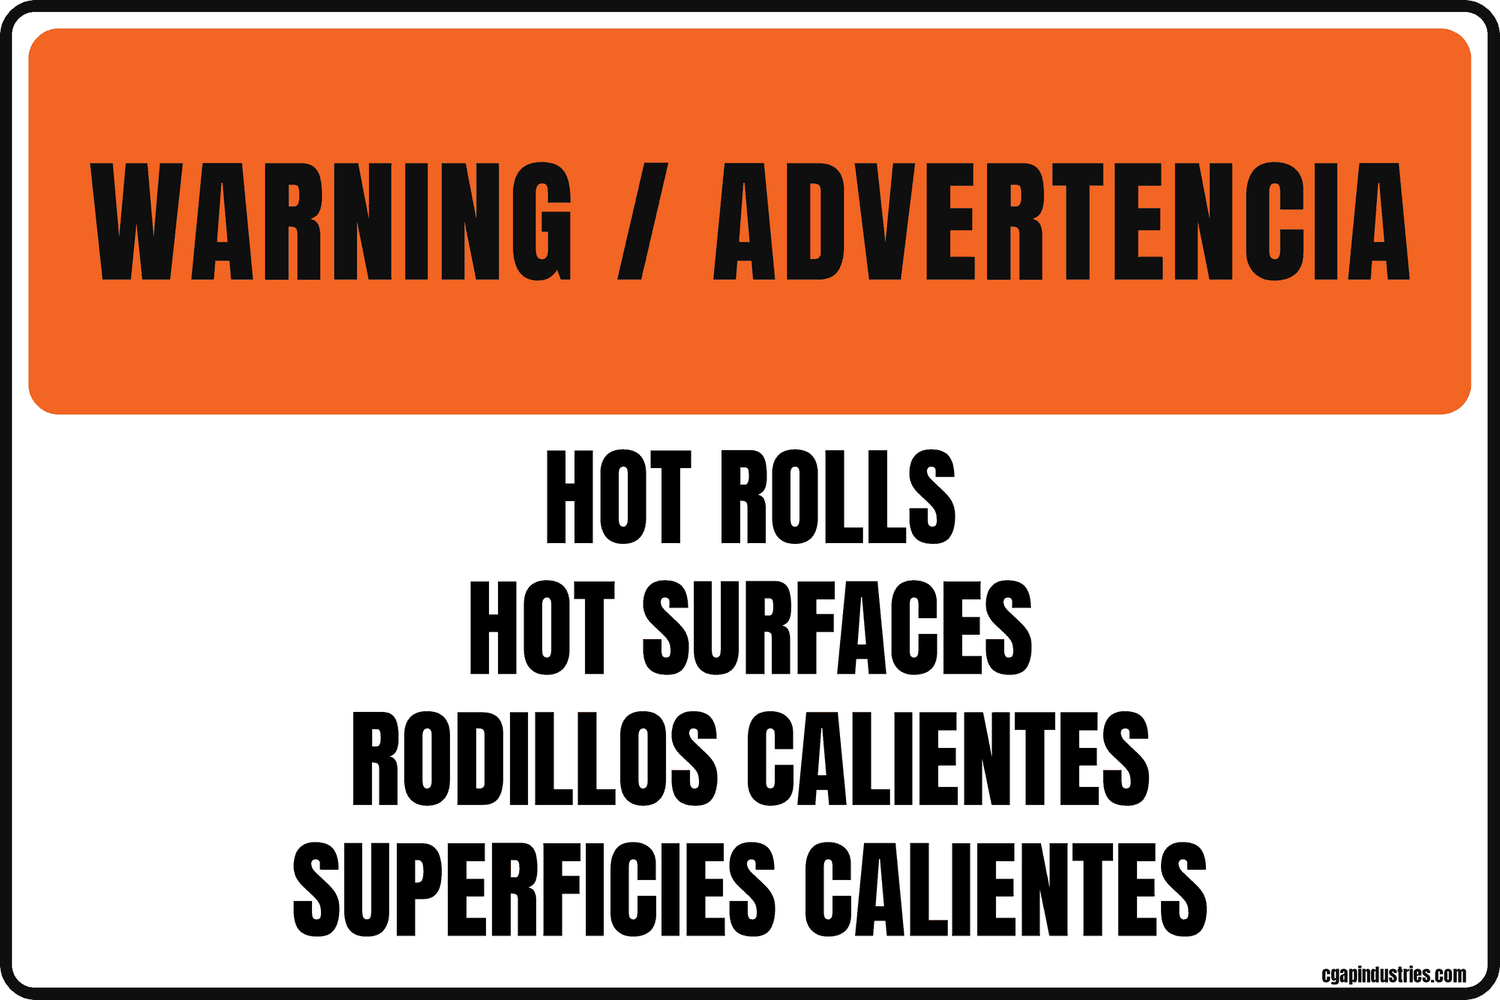 WARNING / ADVERTENCIA
HOT ROLLS
HOT SURFACES
RODILLOS CALIENTES
SUPERFICIES CALIENTES
cgapindustries.com